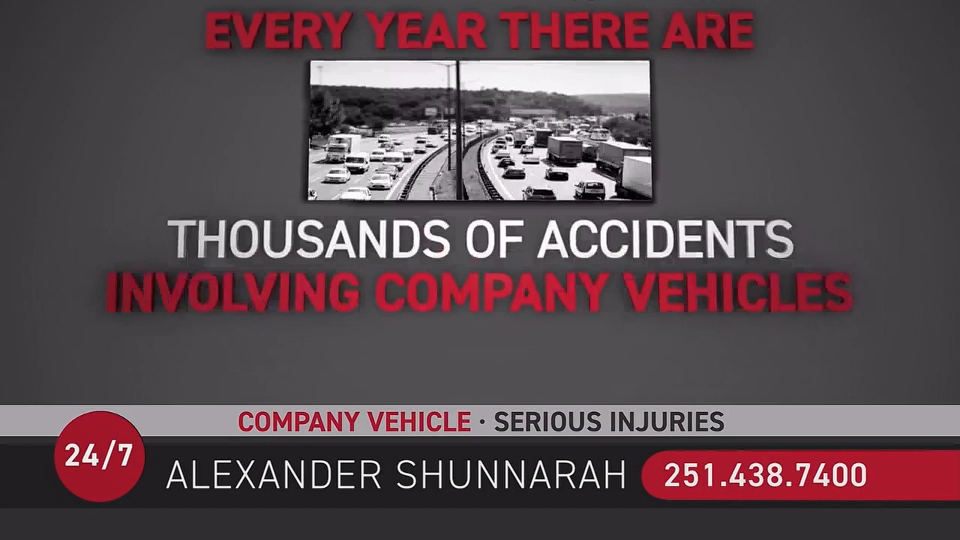 EVERY YEAR THERE ARE
THOUSANDS OF ACCIDENTS
INVOLVING COMPANY VEHICLES
COMPANY VEHICLE · SERIOUS INJURIES
24/7
ALEXANDER SHUNNARAH
251.438.7400